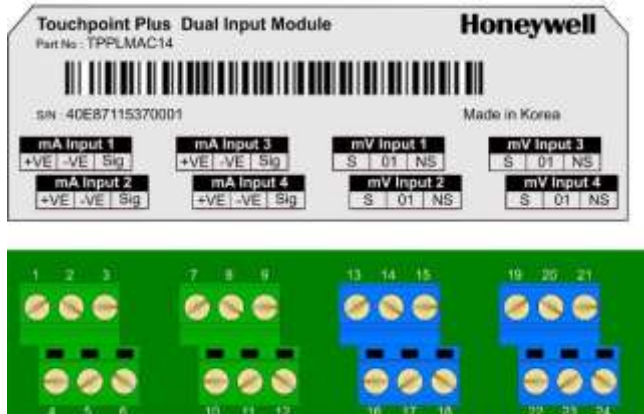 Touchpoint Plus Dual Input Module Honeywell
Part No : TPPLMAC14
S/N : 40E87115370001 Made in Korea
mA Input 1 mA Input 3 mV Input 1 mV Input 3
+VE -VE Sig +VE -VE Sig S 01 NS S 01 NS
mA Input 2 mA Input 4 mV Input 2 mV Input 4
+VE -VE Sig +VE -VE Sig S 01 NS S 01 NS
1 2 3 7 8 9 13 14 15 19 20 21
4 5 6 10 11 12 16 17 18 22 23 24